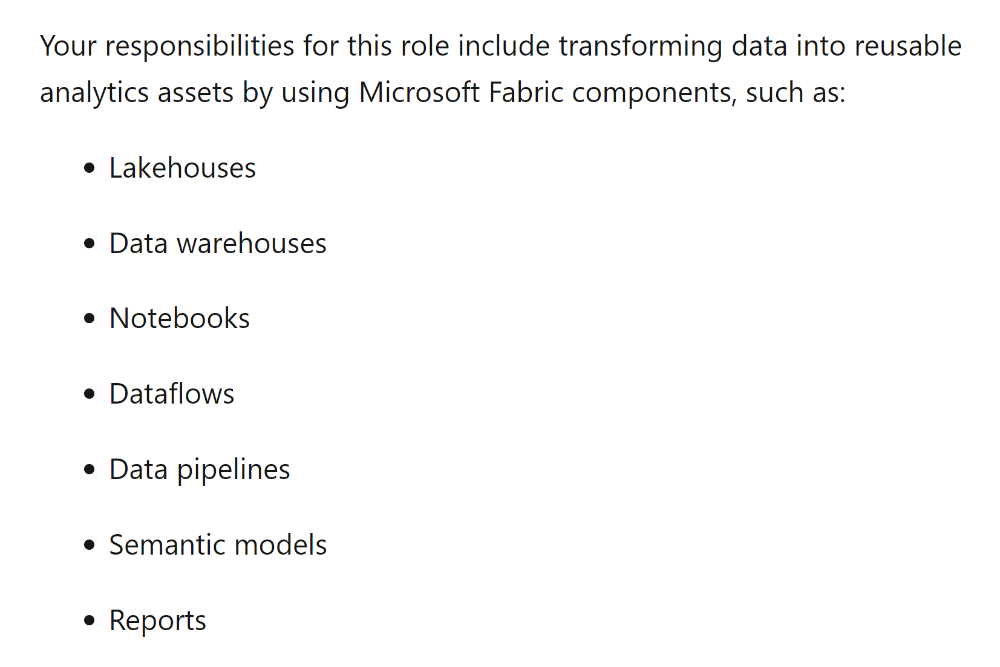 Your responsibilities for this role include transforming data into reusable
analytics assets by using Microsoft Fabric components, such as:
• Lakehouses
• Data warehouses
• Notebooks
• Dataflows
• Data pipelines
• Semantic models
• Reports